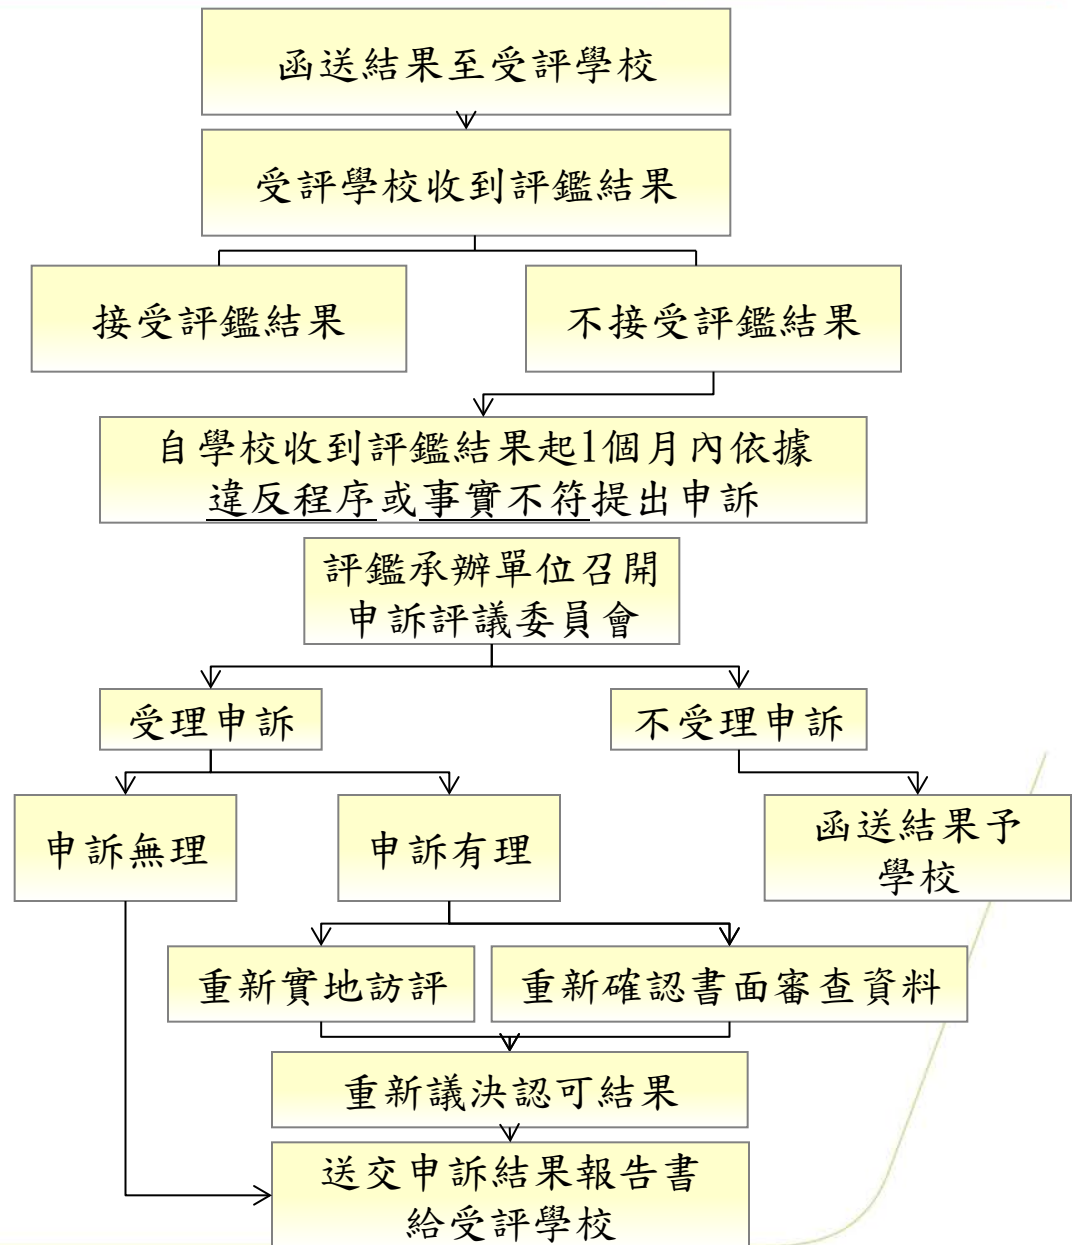 函送結果至受評學校
受評學校收到評鑑結果
接受評鑑結果
不接受評鑑結果
自學校收到評鑑結果起1個月內依據
違反程序或事實不符提出申訴
評鑑承辦單位召開
申訴評議委員會
受理申訴
不受理申訴
申訴無理
申訴有理
函送結果予
學校
重新實地訪評
重新確認書面審查資料
重新議決認可結果
送交申訴結果報告書
給受評學校